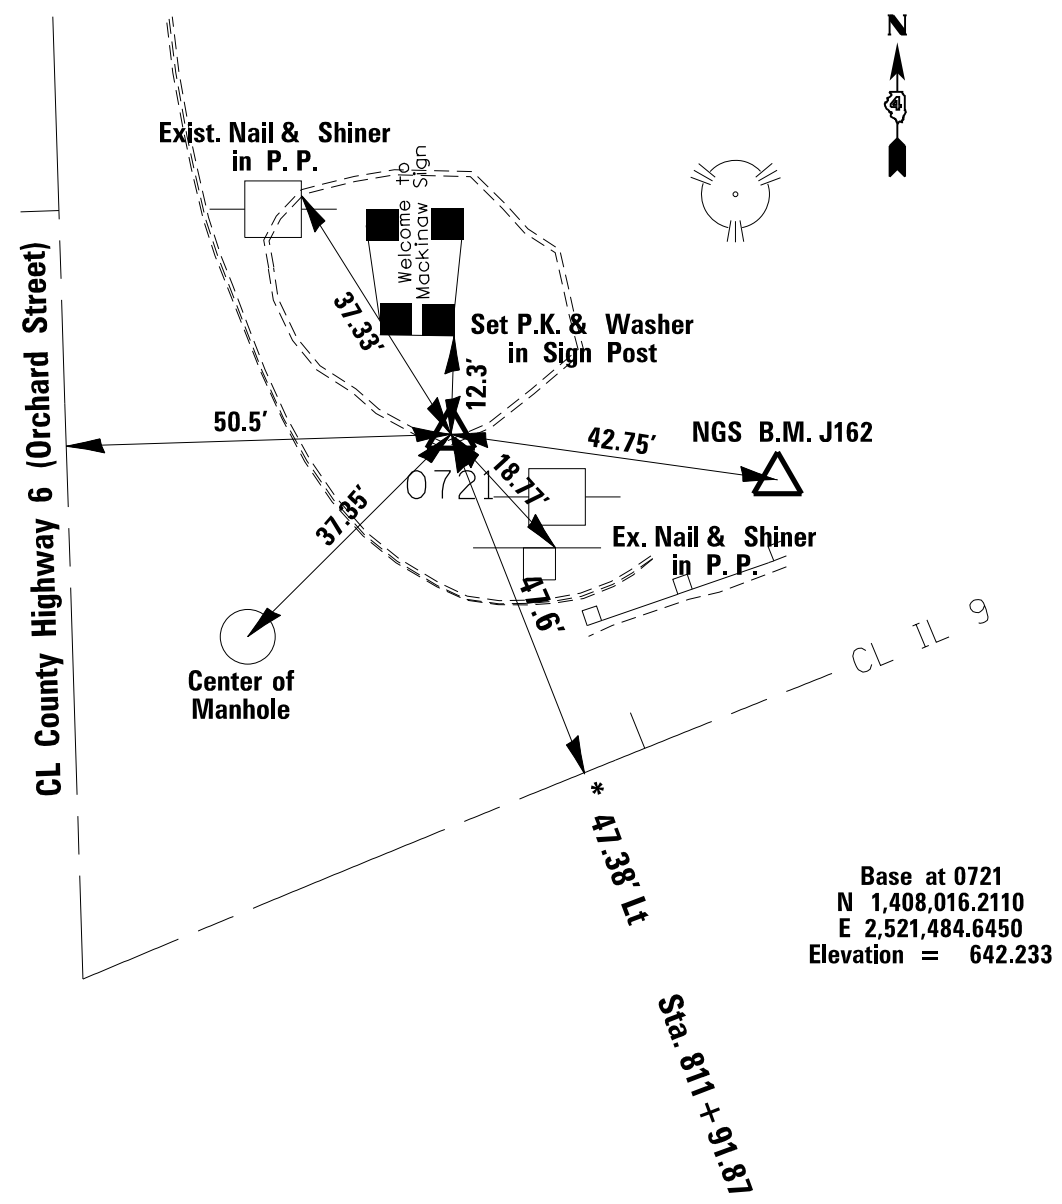 N
4
Exist. Nail & Shiner
in P. P.
Welcome to
Mackinaw Sign
37.33'
Set P.K. & Washer
in Sign Post
12.3'
50.5'
42.75'
NGS B.M. J162
0721
18.77'
37.35'
Ex. Nail & Shiner
in P. P.
47.6'
CL County Highway 6 (Orchard Street)
CL IL 9
Center of
Manhole
* 47.38' Lt
Base at 0721
N 1,408,016.2110
E 2,521,484.6450
Elevation = 642.233
Sta. 811+91.87